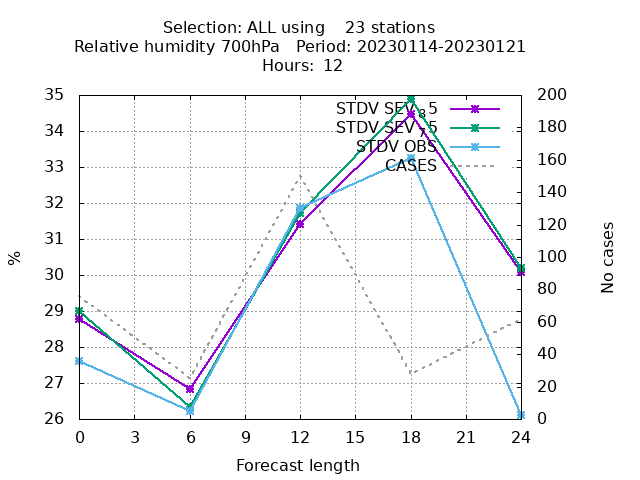 Selection: ALL using 23 stations
Relative humidity 700hPa Period: 20230114-20230121
Hours: 12
35
34
33
32
31
30
29
28
27
26
%
STDV SEV₈5
STDV SEV₇5
STDV OBS
CASES
200
180
160
140
120
100
80
60
40
20
0
No cases
0 3 6 9 12 15 18 21 24
Forecast length